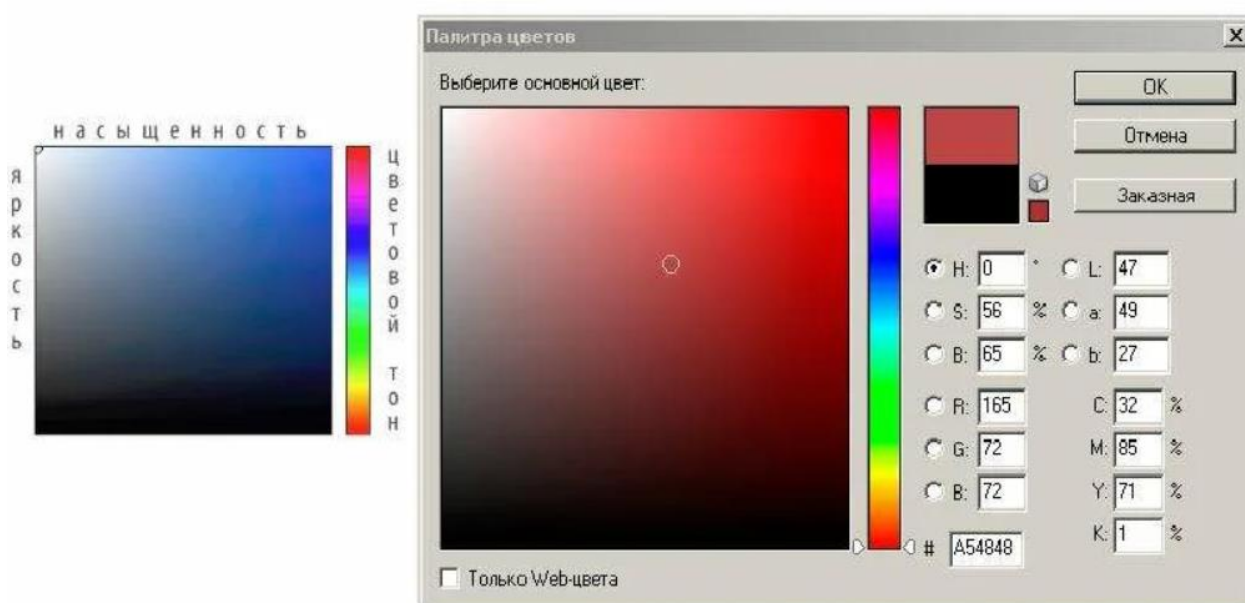 насыщенность
яркость
цветовой тон
Палитра цветов
Выберите основной цвет:
OK
Отмена
Заказная
H: 0 °
L: 47
S: 56 %
a: 49
B: 65 %
b: 27
R: 165
C: 32 %
G: 72
M: 85 %
B: 72
Y: 71 %
K: 1 %
# A54848
Только Web-цвета